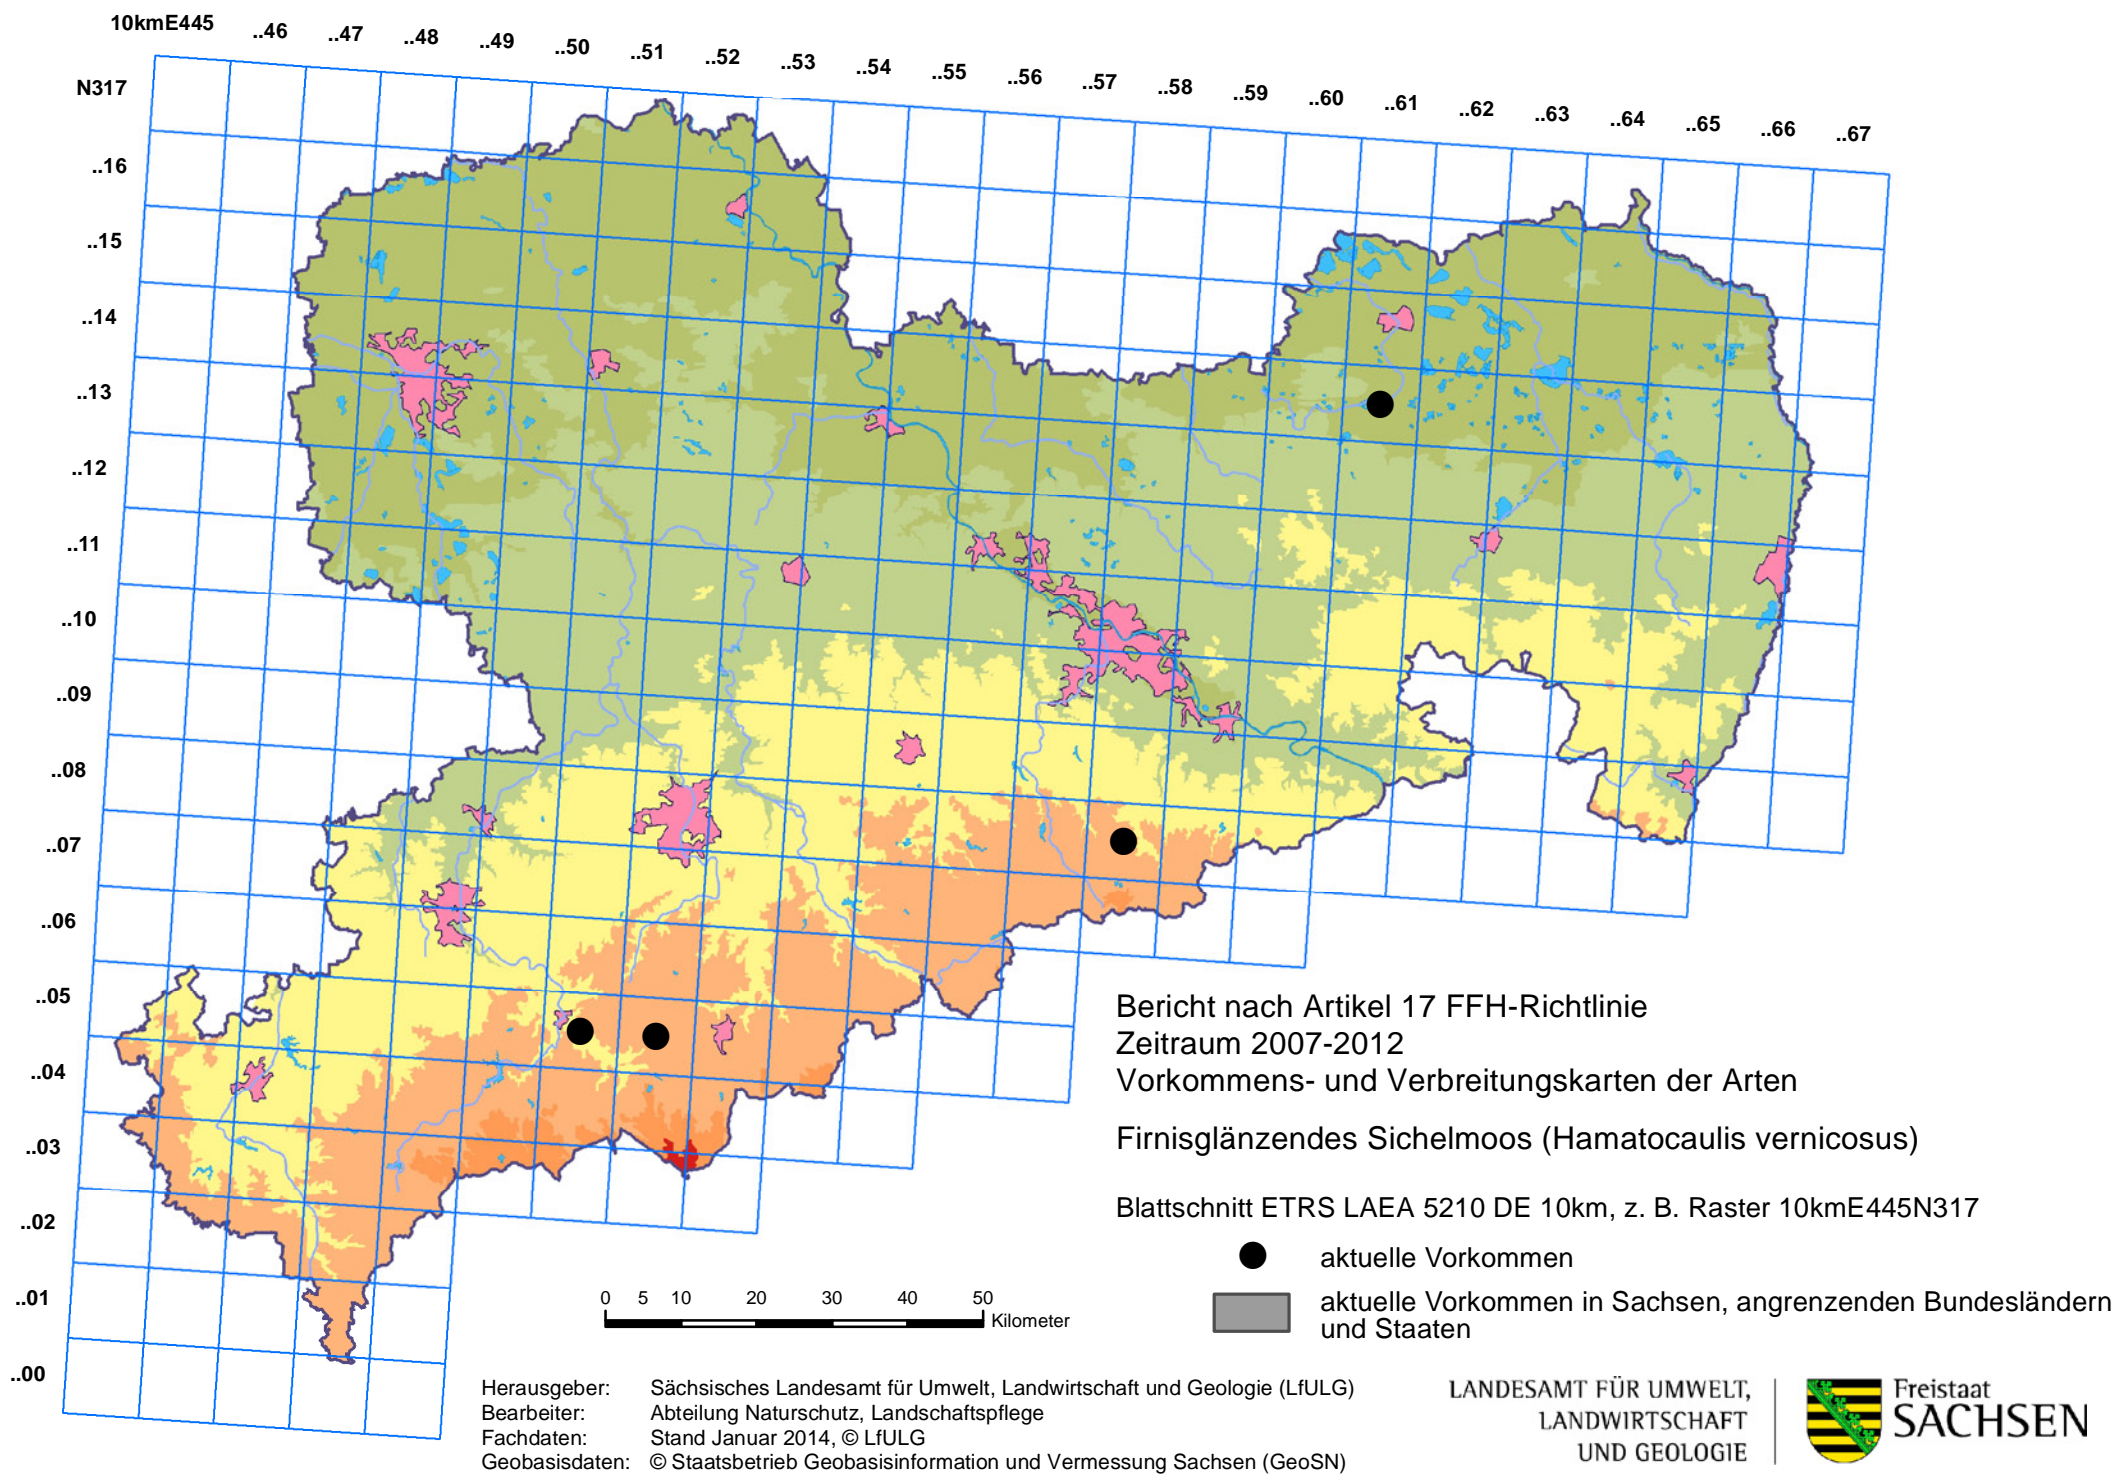 10kmE445 ..46 ..47 ..48 ..49 ..50 ..51 ..52 ..53 ..54 ..55 ..56 ..57 ..58 ..59 ..60 ..61 ..62 ..63 ..64 ..65 ..66 ..67
N317
..16
..15
..14
..13
..12
..11
..10
..09
..08
..07
..06
..05
..04
..03
..02
..01
..00
Bericht nach Artikel 17 FFH-Richtlinie
Zeitraum 2007-2012
Vorkommens- und Verbreitungskarten der Arten
Firnisglänzendes Sichelmoos (Hamatocaulis vernicosus)
Blattschnitt ETRS LAEA 5210 DE 10km, z. B. Raster 10kmE445N317
aktuelle Vorkommen
aktuelle Vorkommen in Sachsen, angrenzenden Bundesländern
und Staaten
0 5 10 20 30 40 50
Kilometer
Herausgeber: Sächsisches Landesamt für Umwelt, Landwirtschaft und Geologie (LfULG)
Bearbeiter: Abteilung Naturschutz, Landschaftspflege
Fachdaten: Stand Januar 2014, © LfULG
Geobasisdaten: © Staatsbetrieb Geobasisinformation und Vermessung Sachsen (GeoSN)
LANDESAMT FÜR UMWELT,
LANDWIRTSCHAFT
UND GEOLOGIE
Freistaat
SACHSEN